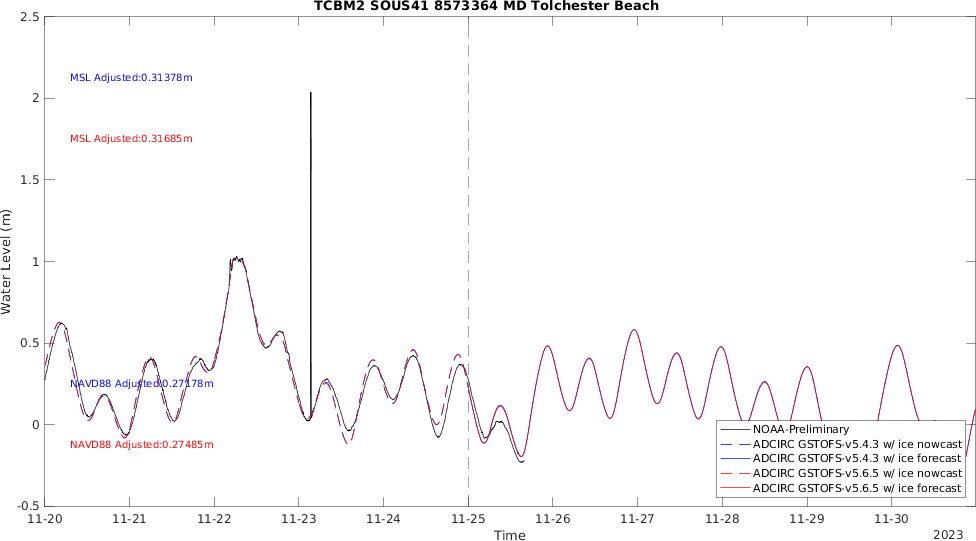 TCBM2 SOUS41 8573364 MD Tolchester Beach
2.5
MSL Adjusted:0.31378m
2
MSL Adjusted:0.31685m
1.5
Water Level (m)
1
0.5
NAVD88 Adjusted:0.27178m
0
NAVD88 Adjusted:0.27485m
NOAA-Preliminary
ADCIRC GSTOFS-v5.4.3 w/ ice nowcast
ADCIRC GSTOFS-v5.4.3 w/ ice forecast
ADCIRC GSTOFS-v5.6.5 w/ ice nowcast
ADCIRC GSTOFS-v5.6.5 w/ ice forecast
-0.5
11-20 11-21 11-22 11-23 11-24 11-25 11-26 11-27 11-28 11-29 11-30
Time
2023